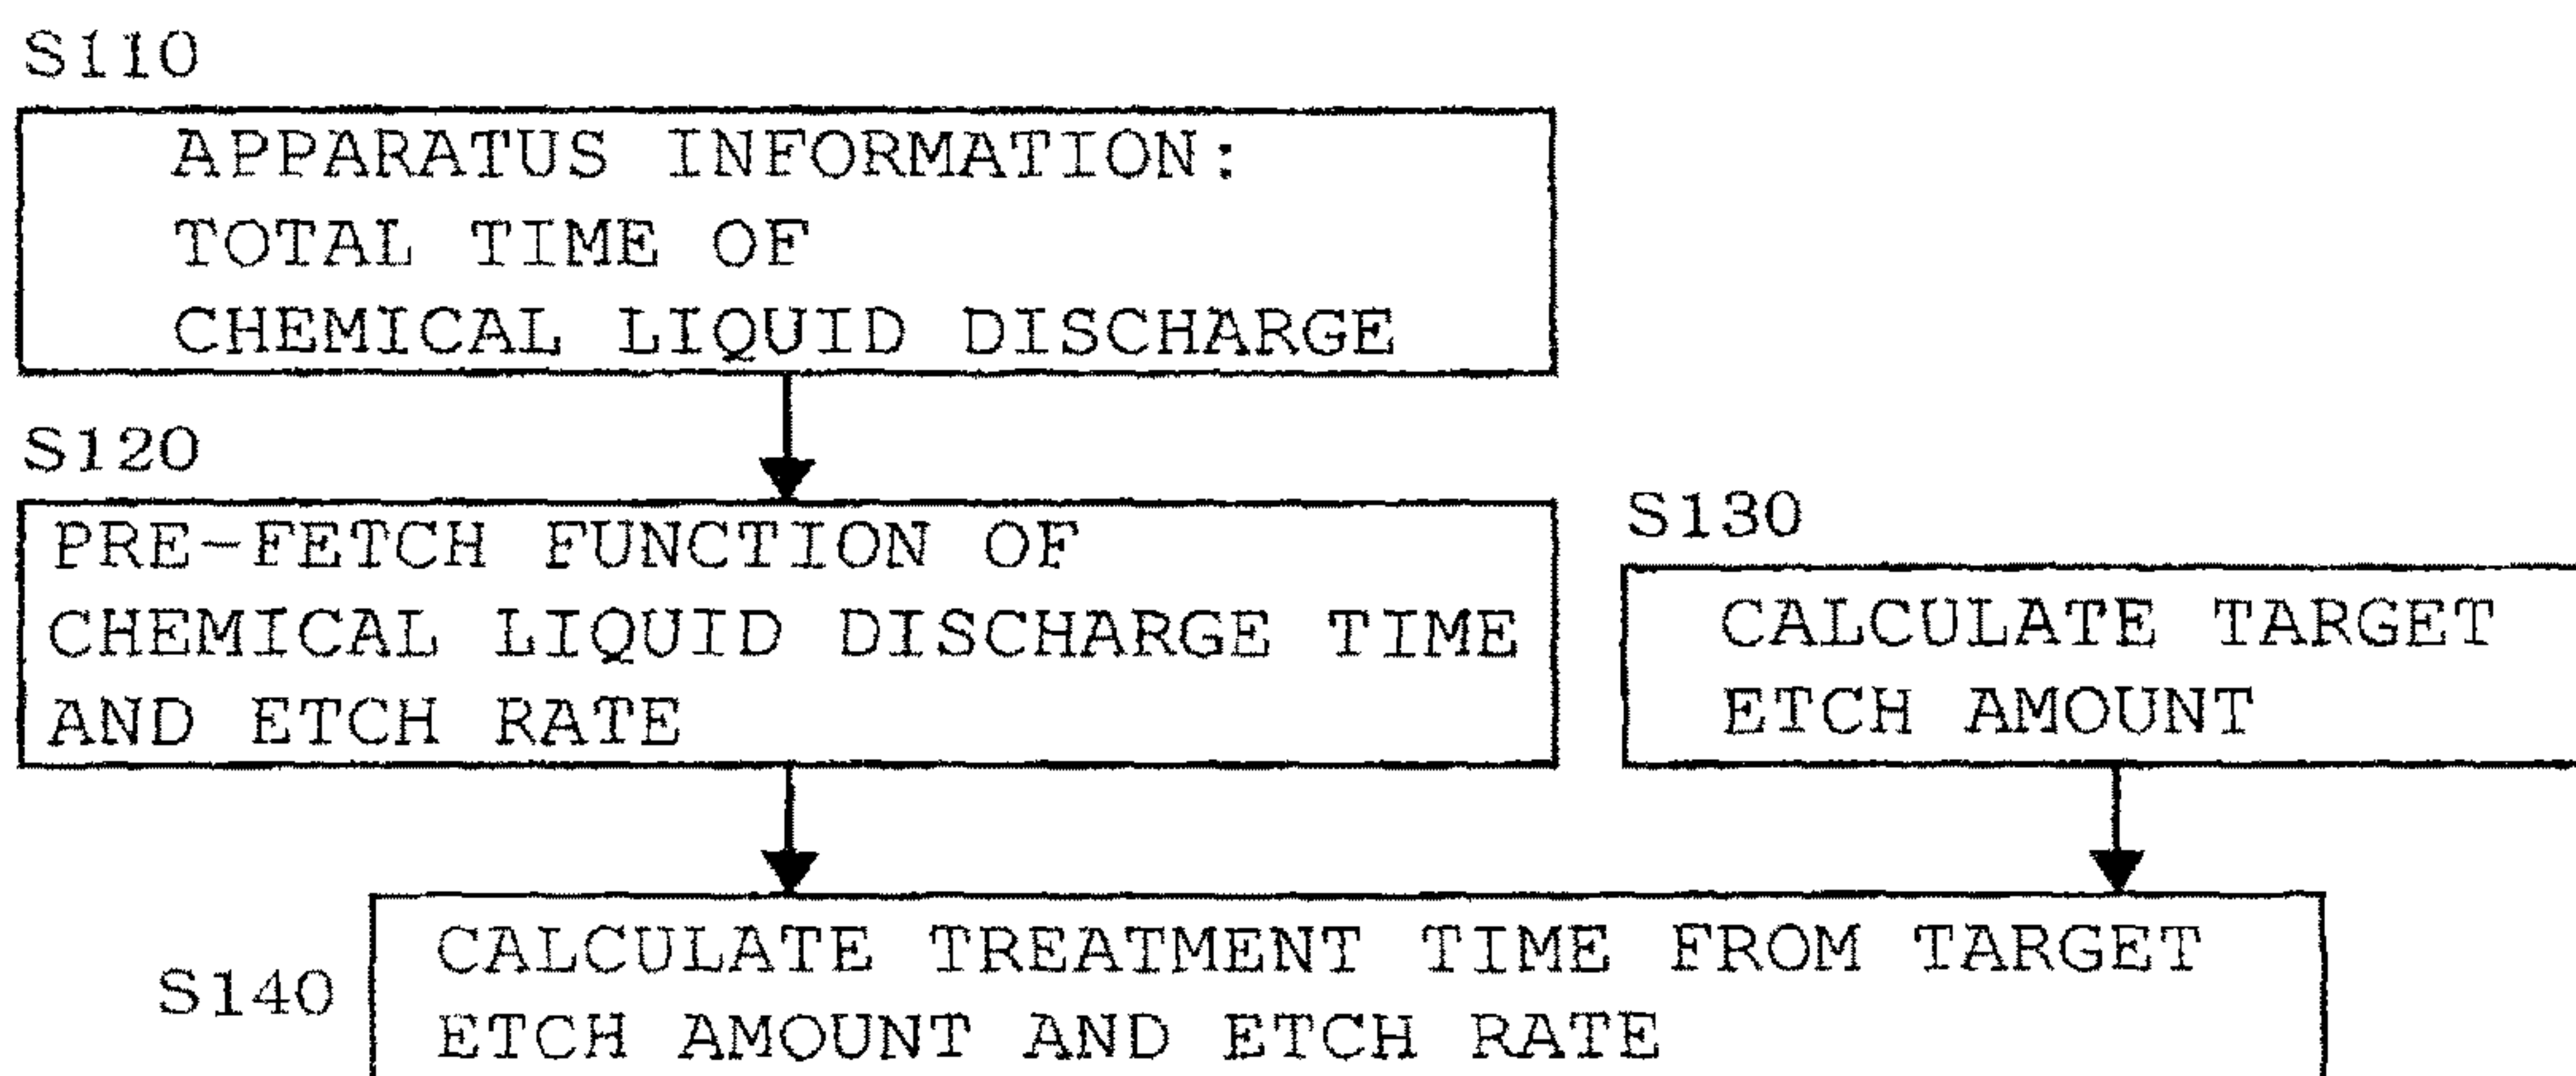 S110
APPARATUS INFORMATION:
TOTAL TIME OF
CHEMICAL LIQUID DISCHARGE
S120
PRE-FETCH FUNCTION OF
CHEMICAL LIQUID DISCHARGE TIME
AND ETCH RATE
S130
CALCULATE TARGET
ETCH AMOUNT
S140
CALCULATE TREATMENT TIME FROM TARGET
ETCH AMOUNT AND ETCH RATE